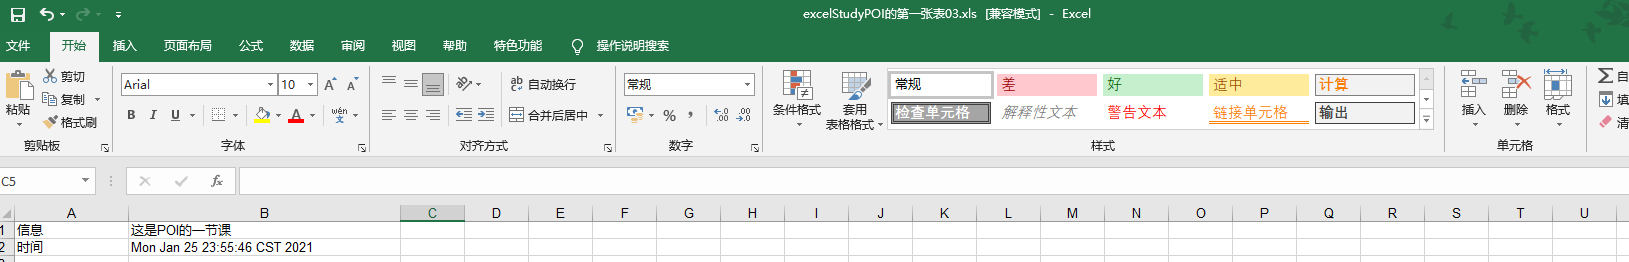 excelStudyPOI的第一张表03.xls [兼容模式] - Excel
文件 开始 插入 页面布局 公式 数据 审阅 视图 帮助 特色功能 操作说明搜索
剪切
复制
格式刷
粘贴
剪贴板
Arial 10
B I U wén 文
字体
自动换行
合并后居中
对齐方式
常规
数字
条件格式
套用
表格格式
常规 差 好 适中 计算
检查单元格 解释性文本 警告文本 链接单元格 输出
样式
插入 删除 格式
单元格
C5 fx
A B C D E F G H I J K L M N O P Q R S T U
1 信息 这是POI的一节课
2 时间 Mon Jan 25 23:55:46 CST 2021